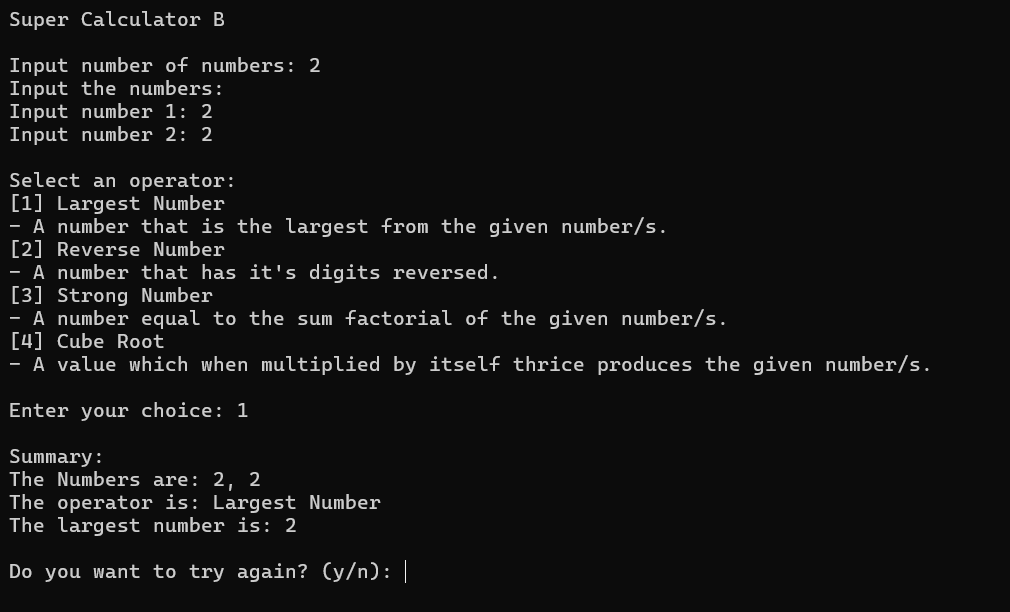 Super Calculator B
Input number of numbers: 2
Input the numbers:
Input number 1: 2
Input number 2: 2
Select an operator:
[1] Largest Number
- A number that is the largest from the given number/s.
[2] Reverse Number
- A number that has it's digits reversed.
[3] Strong Number
- A number equal to the sum factorial of the given number/s.
[4] Cube Root
- A value which when multiplied by itself thrice produces the given number/s.
Enter your choice: 1
Summary:
The Numbers are: 2, 2
The operator is: Largest Number
The largest number is: 2
Do you want to try again? (y/n):